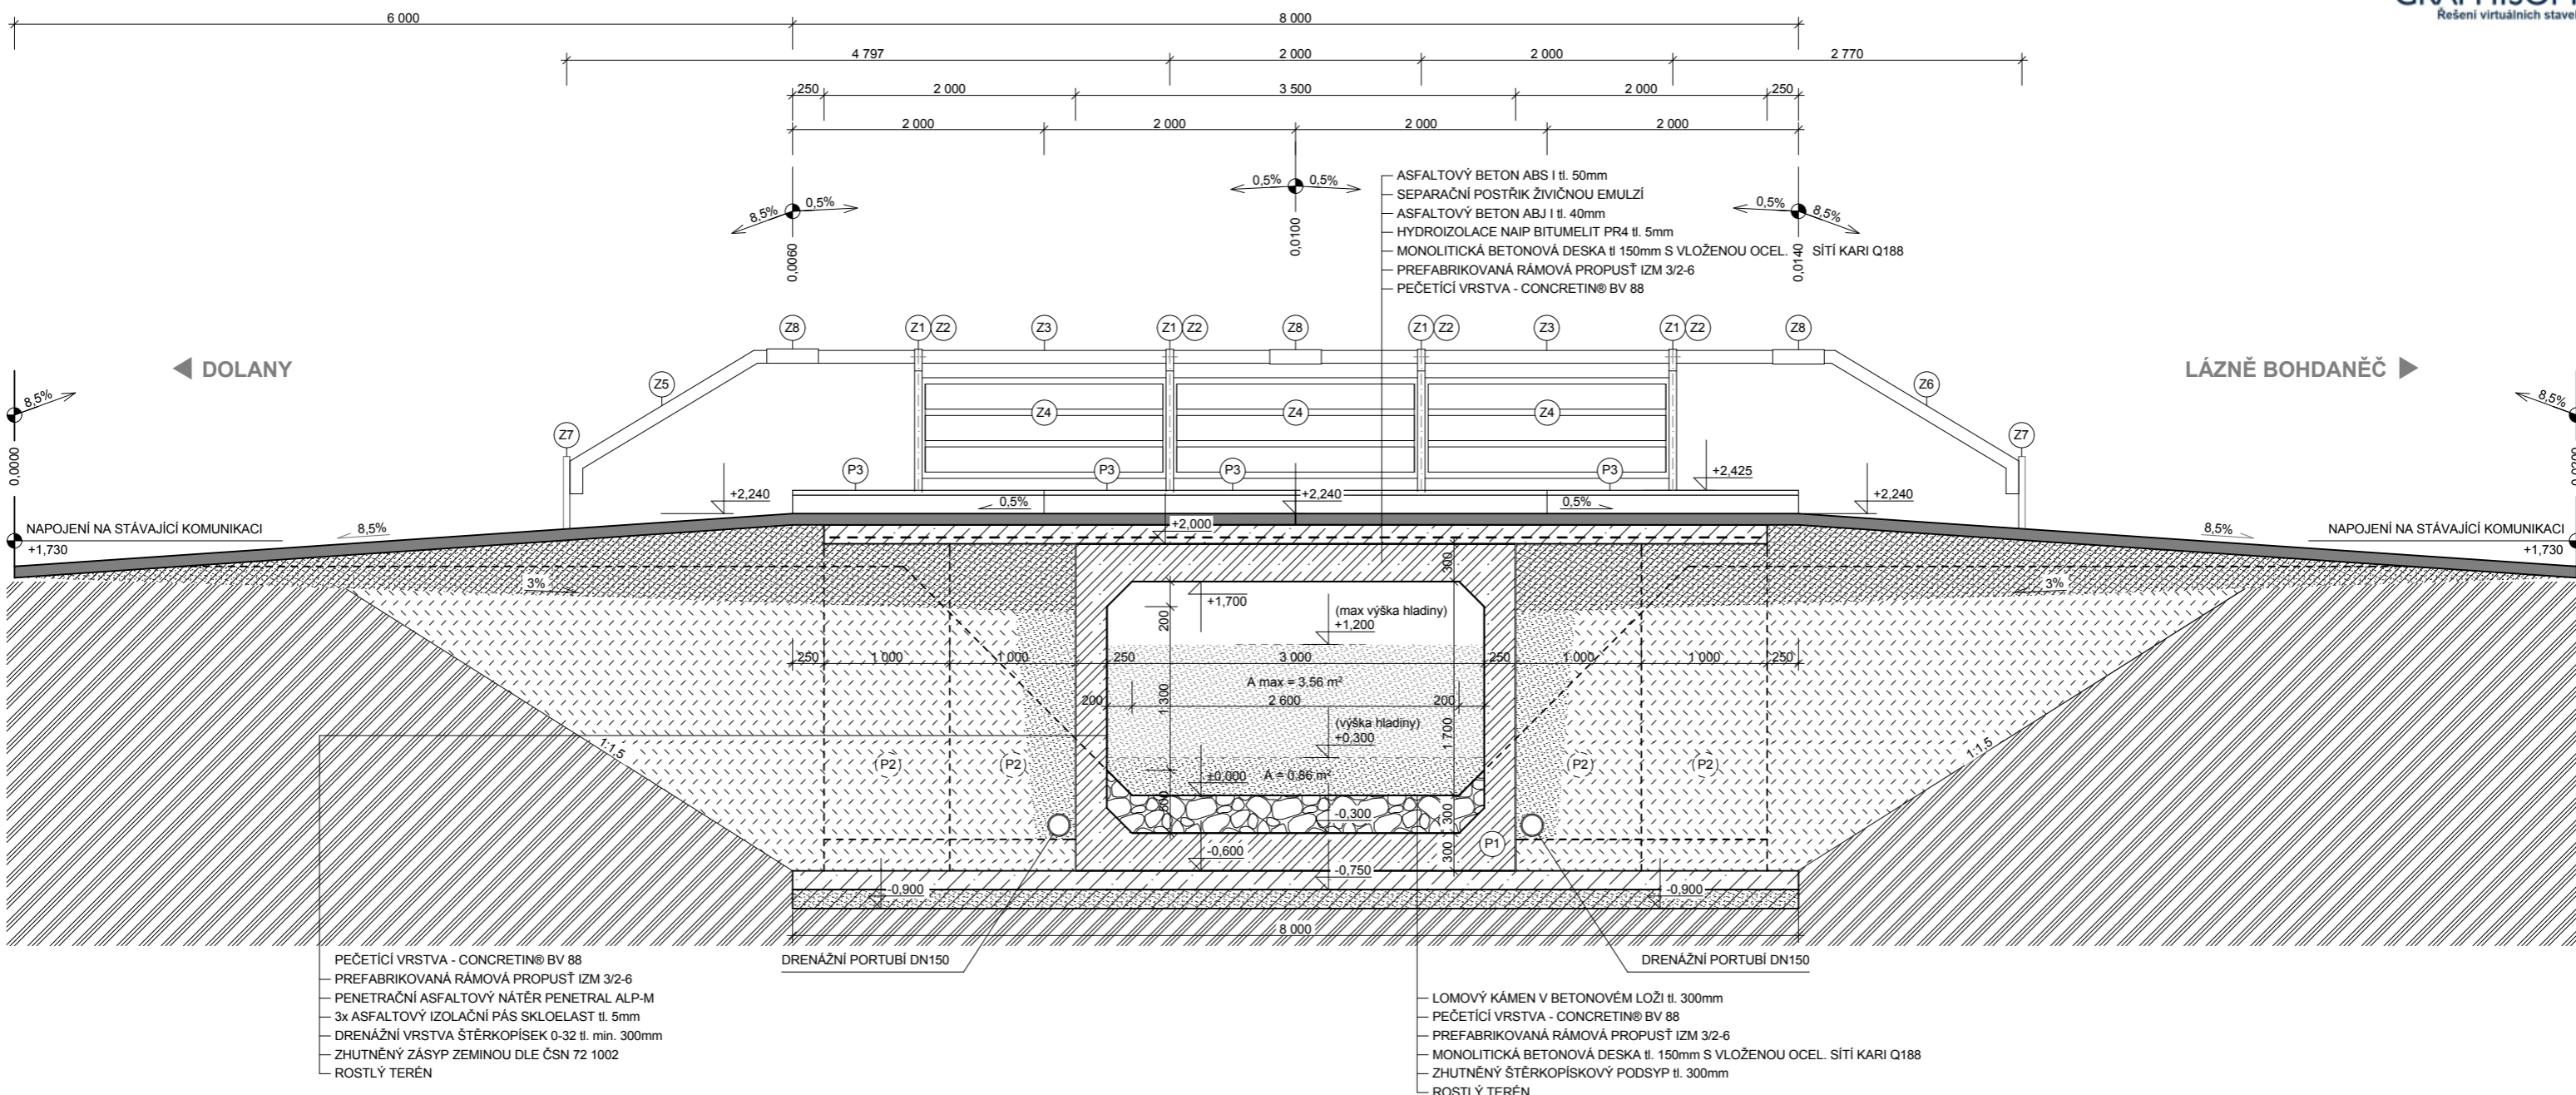 GRAPHISOFT
Řešení virtuálních staveb
6 000
8 000
4 797
2 000
2 000
2 770
250
2 000
3 500
2 000
250
2 000
2 000
2 000
2 000
ASFALTOVÝ BETON ABS I tl. 50mm
SEPARAČNÍ POSTŘIK ŽIVIČNOU EMULZÍ
ASFALTOVÝ BETON ABJ I tl. 40mm
HYDROIZOLACE NAIP BITUMELIT PR4 tl. 5mm
MONOLITICKÁ BETONOVÁ DESKA tl 150mm S VLOŽENOU OCEL. SÍTÍ KARI Q188
PREFABRIKOVANÁ RÁMOVÁ PROPUSŤ IZM 3/2-6
PEČETÍCÍ VRSTVA - CONCRETIN® BV 88
8,5%
0,5%
0,0060
0,5%
0,5%
0,0100
0,5%
8,5%
0,0140
Z8
Z1
Z2
Z3
Z1
Z2
Z8
Z1
Z2
Z3
Z1
Z2
Z8
DOLANY
LÁZNĚ BOHDANĚČ
8,5%
0,0000
Z5
Z7
Z4
Z4
Z4
Z6
Z7
8,5%
P3
P3
P3
P3
+2,425
+2,240
0,5%
+2,240
0,5%
+2,240
NAPOJENÍ NA STÁVAJÍCÍ KOMUNIKACI
+1,730
8,5%
+2,000
8,5%
NAPOJENÍ NA STÁVAJÍCÍ KOMUNIKACI
+1,730
3%
300
3%
+1,700
(max výška hladiny)
+1,200
200
250
1 000
1 000
250
3 000
250
1 000
1 000
250
A max = 3,56 m²
200
1 300
2 600
200
(výška hladiny)
+0,300
1 700
1:1,5
1:1,5
P2
P2
P2
P2
±0,000
A = 0,86 m²
-0,300
300
-0,600
300
P1
-0,750
-0,900
-0,900
8 000
PEČETÍCÍ VRSTVA - CONCRETIN® BV 88
PREFABRIKOVANÁ RÁMOVÁ PROPUSŤ IZM 3/2-6
PENETRAČNÍ ASFALTOVÝ NÁTĚR PENETRAL ALP-M
3x ASFALTOVÝ IZOLAČNÍ PÁS SKLOELAST tl. 5mm
DRENÁŽNÍ VRSTVA ŠTĚRKOPÍSEK 0-32 tl. min. 300mm
ZHUTNĚNÝ ZÁSYP ZEMINOU DLE ČSN 72 1002
ROSTLÝ TERÉN
DRENÁŽNÍ PORTUBÍ DN150
DRENÁŽNÍ PORTUBÍ DN150
LOMOVÝ KÁMEN V BETONOVÉM LOŽI tl. 300mm
PEČETÍCÍ VRSTVA - CONCRETIN® BV 88
PREFABRIKOVANÁ RÁMOVÁ PROPUSŤ IZM 3/2-6
MONOLITICKÁ BETONOVÁ DESKA tl. 150mm S VLOŽENOU OCEL. SÍTÍ KARI Q188
ZHUTNĚNÝ ŠTĚRKOPÍSKOVÝ PODSYP tl. 300mm
ROSTLÝ TERÉN